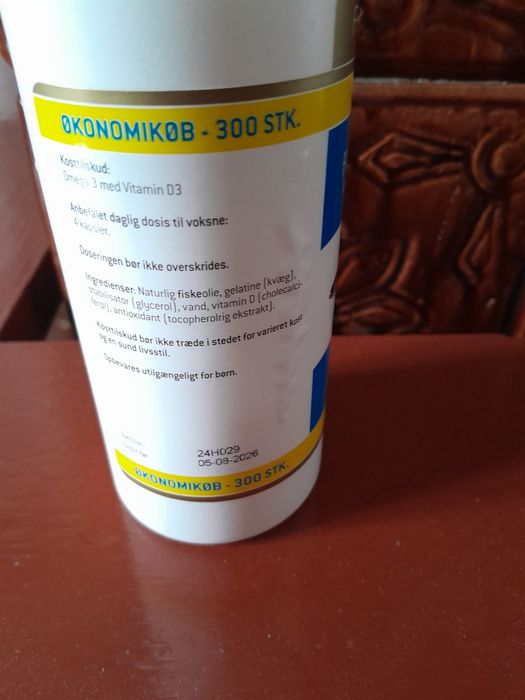 ØKONOMIKØB - 300 STK.
Kosttilskud:
Omega 3 med Vitamin D3
Anbefalet daglig dosis til voksne:
4 kapsler.
Doseringen bør ikke overskrides.
Ingredienser: Naturlig fiskeolie, gelatine (kvæg),
stabilisator (glycerol), vand, vitamin D (cholecalci-
ferol), antioxidant (tocopherolrig ekstrakt).
Kosttilskud bør ikke træde i stedet for varieret kost
og en sund livsstil.
Opbevares utilgængeligt for børn.
24H029
05-08-2026
ØKONOMIKØB - 300 STK.